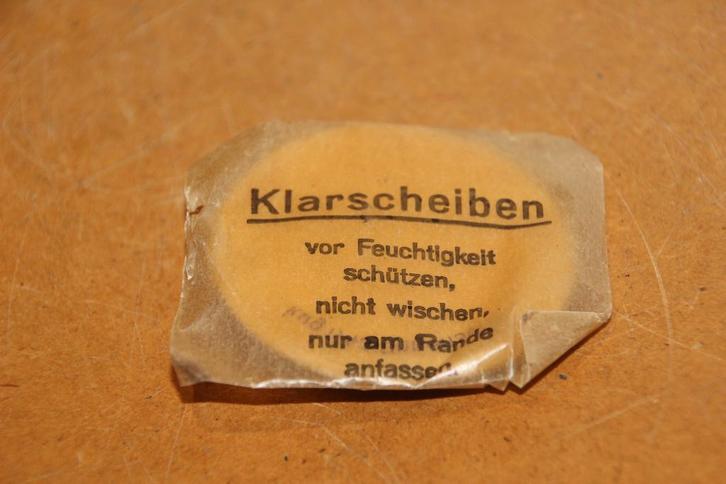 Klarscheiben
vor Feuchtigkeit
schützen,
nicht wischen,
nur am Rande
anfassen.